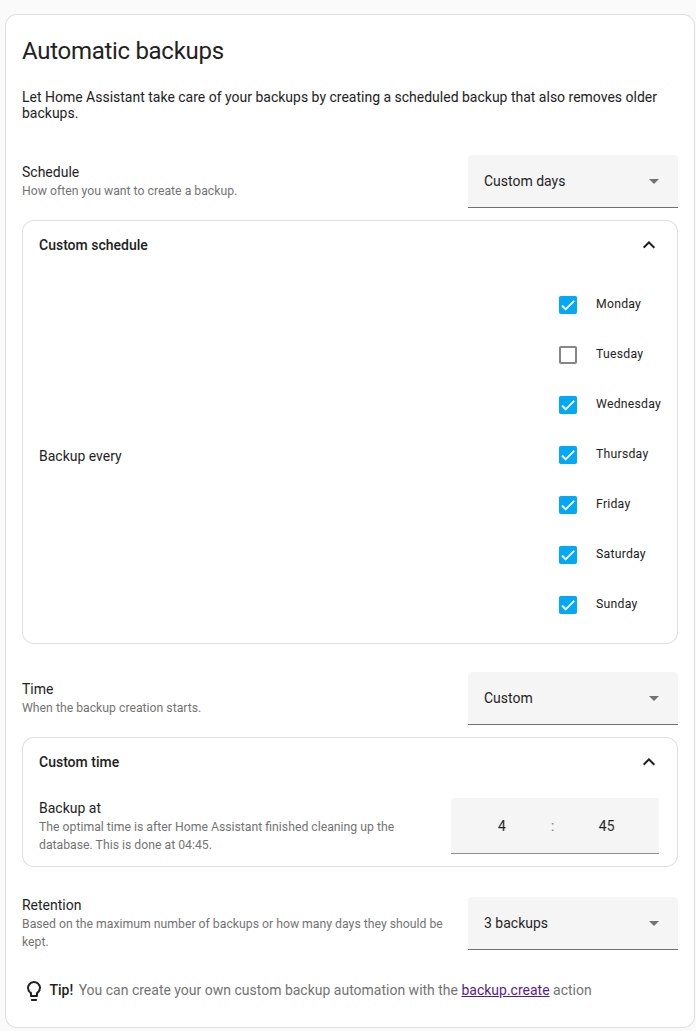 Automatic backups
Let Home Assistant take care of your backups by creating a scheduled backup that also removes older
backups.
Schedule
How often you want to create a backup.
Custom days
Custom schedule
Backup every
Monday
Tuesday
Wednesday
Thursday
Friday
Saturday
Sunday
Time
When the backup creation starts.
Custom
Custom time
Backup at
The optimal time is after Home Assistant finished cleaning up the
database. This is done at 04:45.
4 : 45
Retention
Based on the maximum number of backups or how many days they should be
kept.
3 backups
Tip! You can create your own custom backup automation with the backup.create action